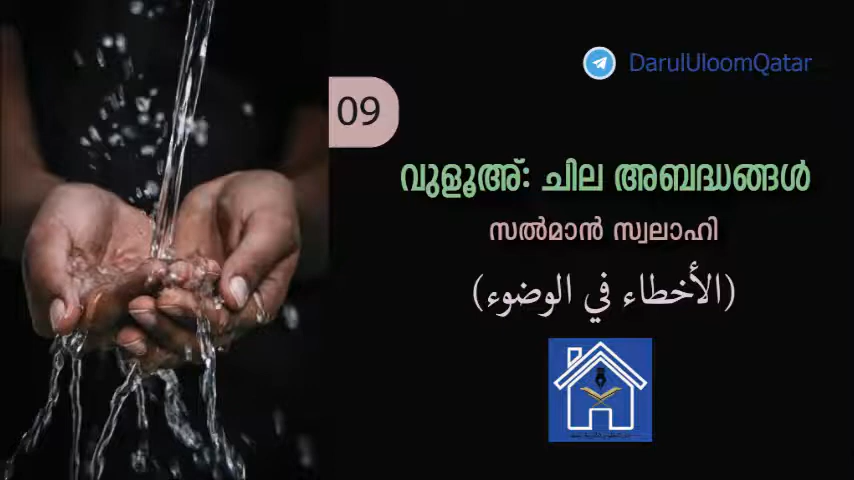 DarulUloomQatar
09
വുളൂഅ്: ചില അബദ്ധങ്ങൾ
സൽമാൻ സ്വലാഹി
(الأخطاء في الوضوء)